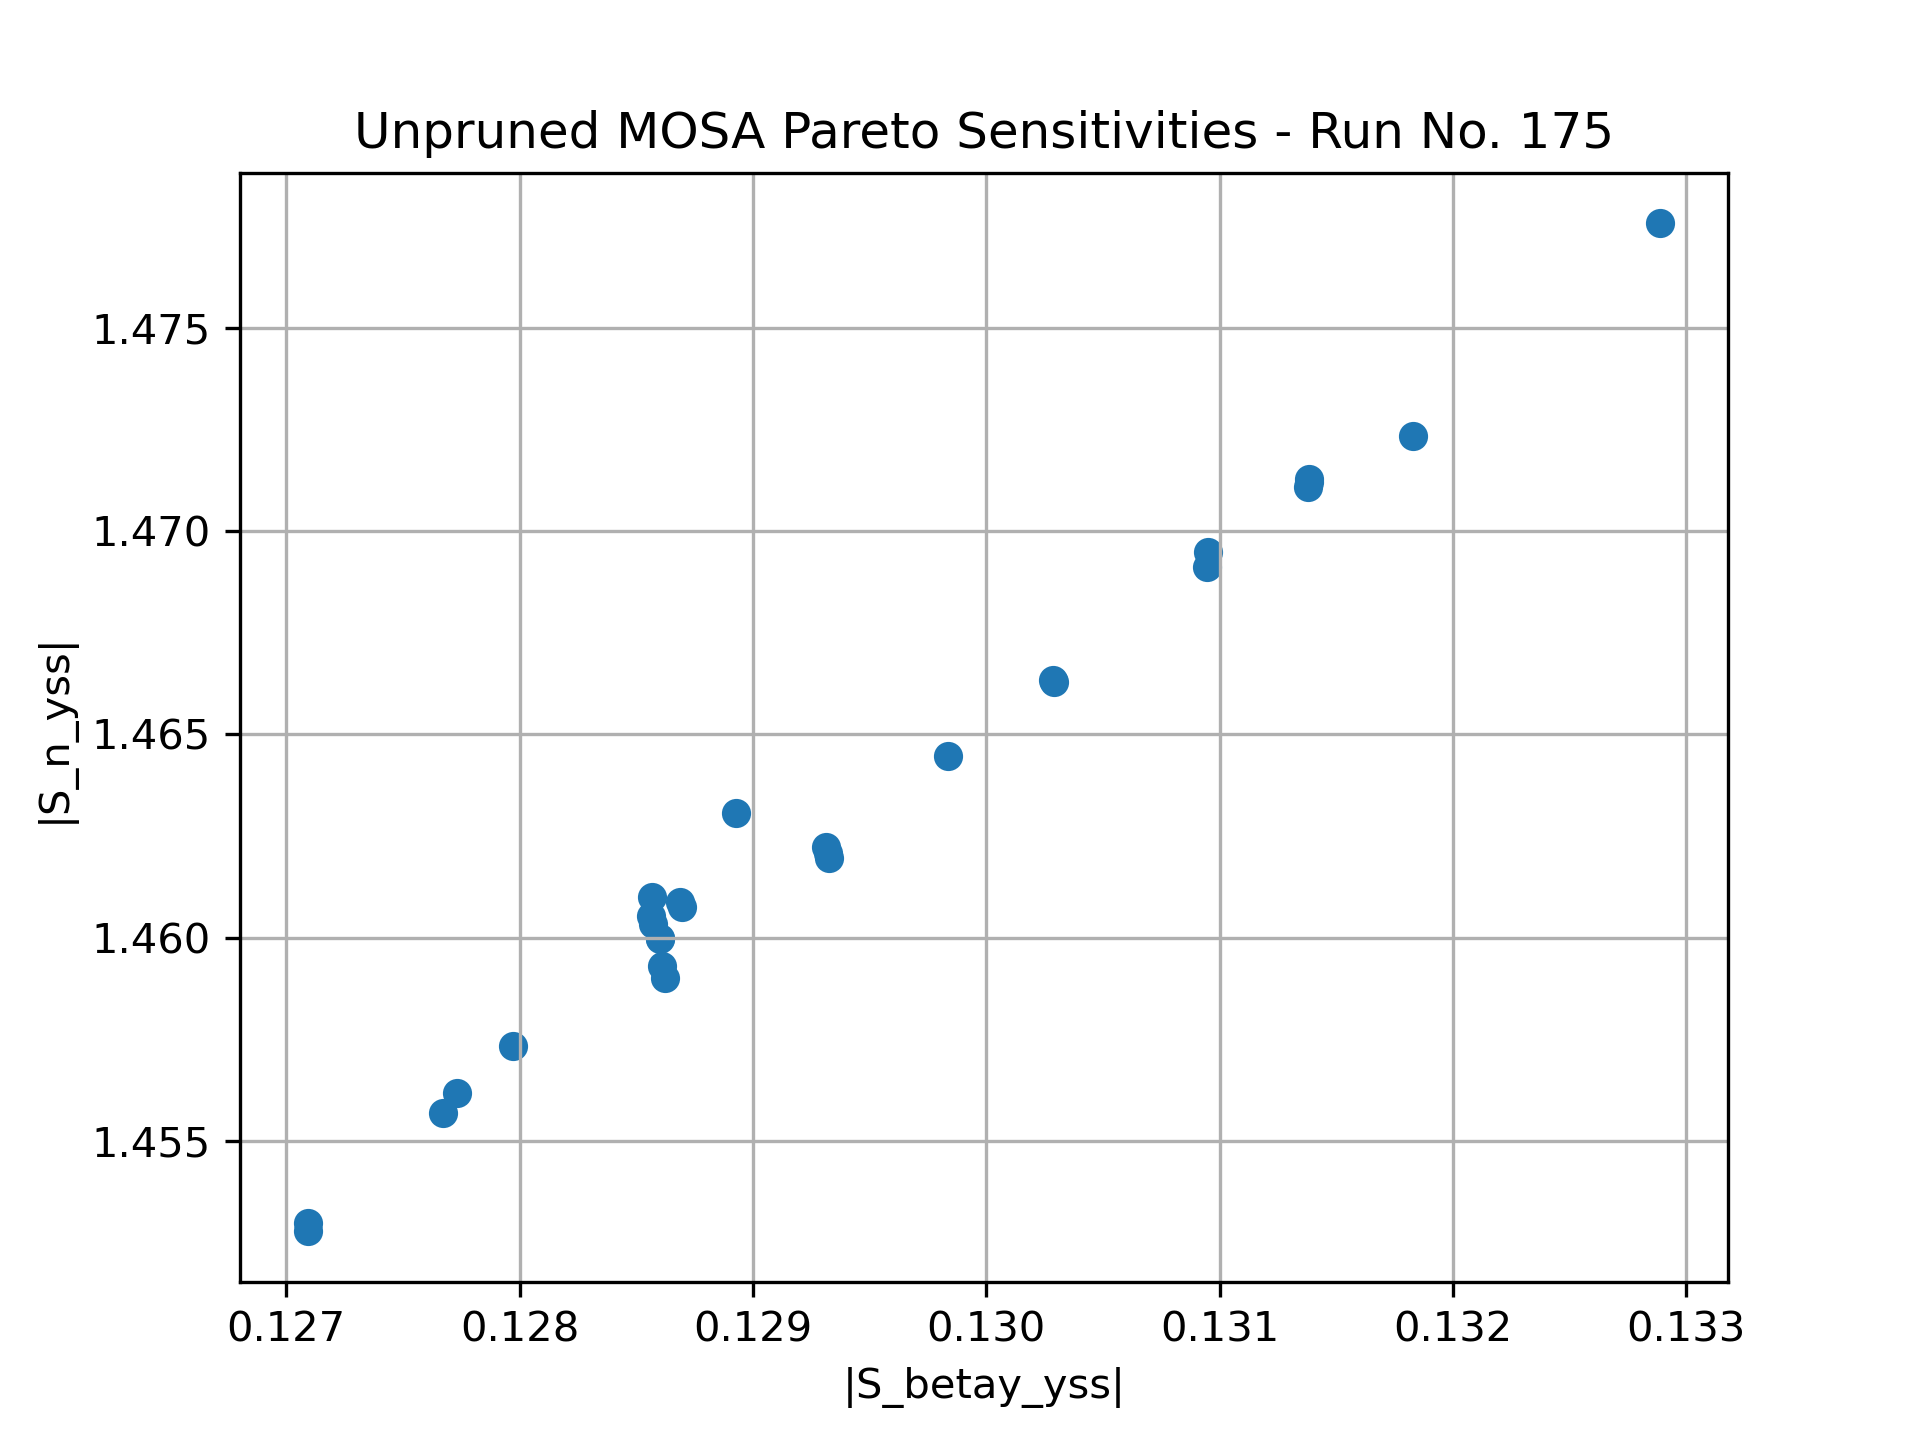 Unpruned MOSA Pareto Sensitivities - Run No. 175
|S_n_yss|
1.475
1.470
1.465
1.460
1.455
0.127 0.128 0.129 0.130 0.131 0.132 0.133
|S_betay_yss|